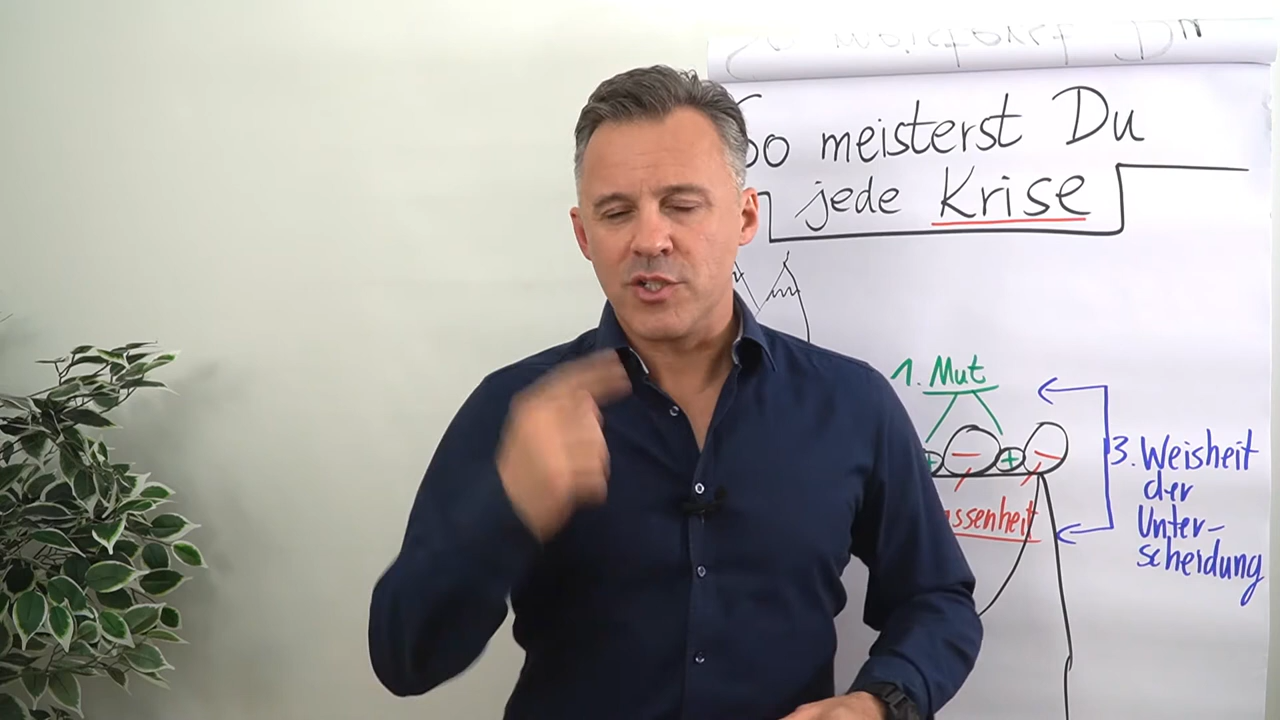 So meisterst Du
jede Krise
1. Mut
+ - + -
3. Weisheit
der
Unter-
scheidung